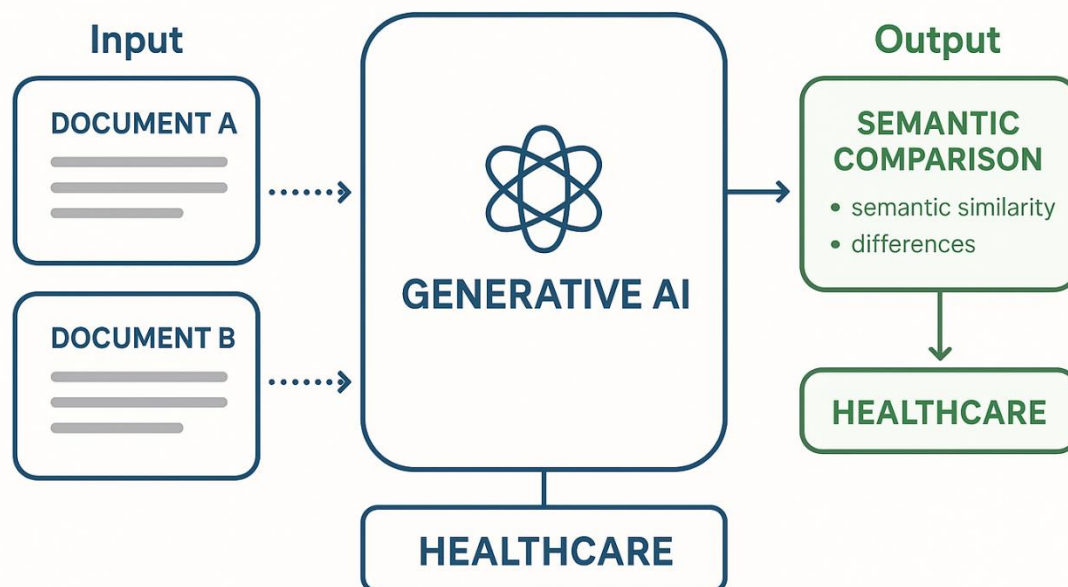 Input
DOCUMENT A
DOCUMENT B
GENERATIVE AI
HEALTHCARE
Output
SEMANTIC
COMPARISON
• semantic similarity
• differences
HEALTHCARE